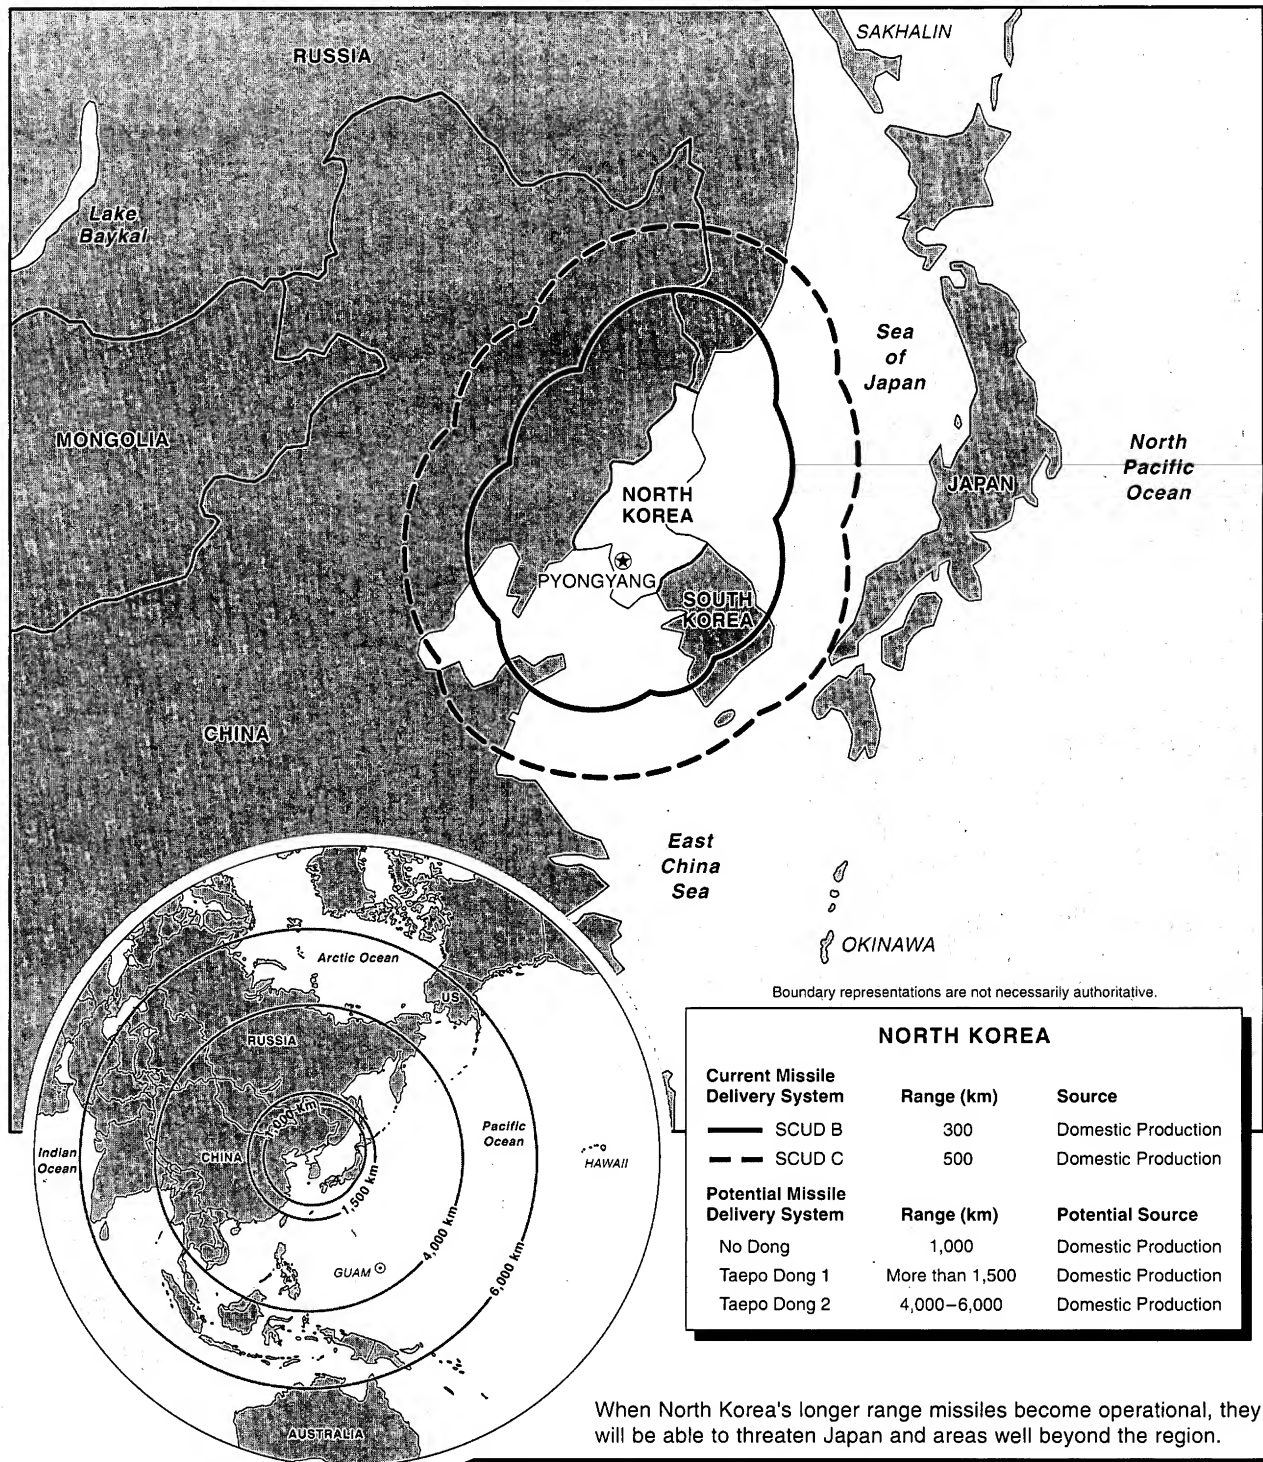 RUSSIA
SAKHALIN
Lake
Baykal
Sea
of
Japan
MONGOLIA
North
Pacific
Ocean
NORTH
KOREA
JAPAN
PYONGYANG
SOUTH
KOREA
CHINA
East
China
Sea
OKINAWA
Arctic Ocean
US
RUSSIA
1,000 km
CHINA
Indian
Ocean
Pacific
Ocean
HAWAII
1,500 km
4,000 km
6,000 km
GUAM
AUSTRALIA
Boundary representations are not necessarily authoritative.
NORTH KOREA
Current Missile
Delivery System Range (km) Source
SCUD B 300 Domestic Production
SCUD C 500 Domestic Production
Potential Missile
Delivery System Range (km) Potential Source
No Dong 1,000 Domestic Production
Taepo Dong 1 More than 1,500 Domestic Production
Taepo Dong 2 4,000–6,000 Domestic Production
When North Korea's longer range missiles become operational, they
will be able to threaten Japan and areas well beyond the region.